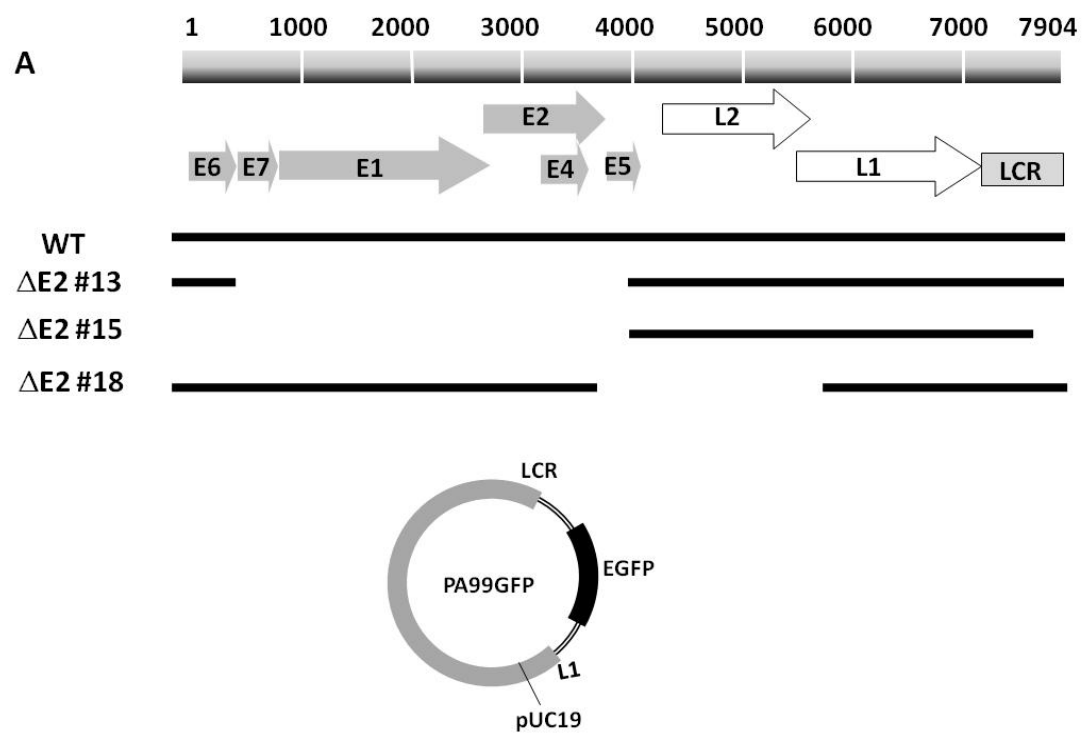 1 1000 2000 3000 4000 5000 6000 7000 7904
A
E2 L2
E6 E7 E1 E4 E5 L1 LCR
WT
ΔE2 #13
ΔE2 #15
ΔE2 #18
LCR
PA99GFP EGFP
L1
pUC19